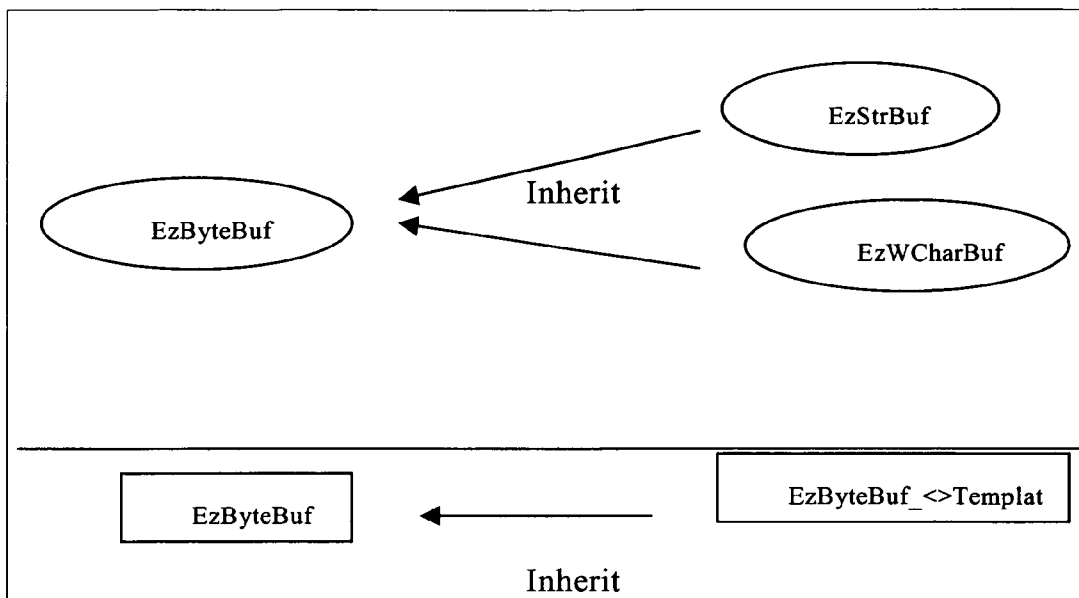 EzStrBuf
Inherit
EzByteBuf
EzWCharBuf
EzByteBuf_<>Templat
EzByteBuf
Inherit